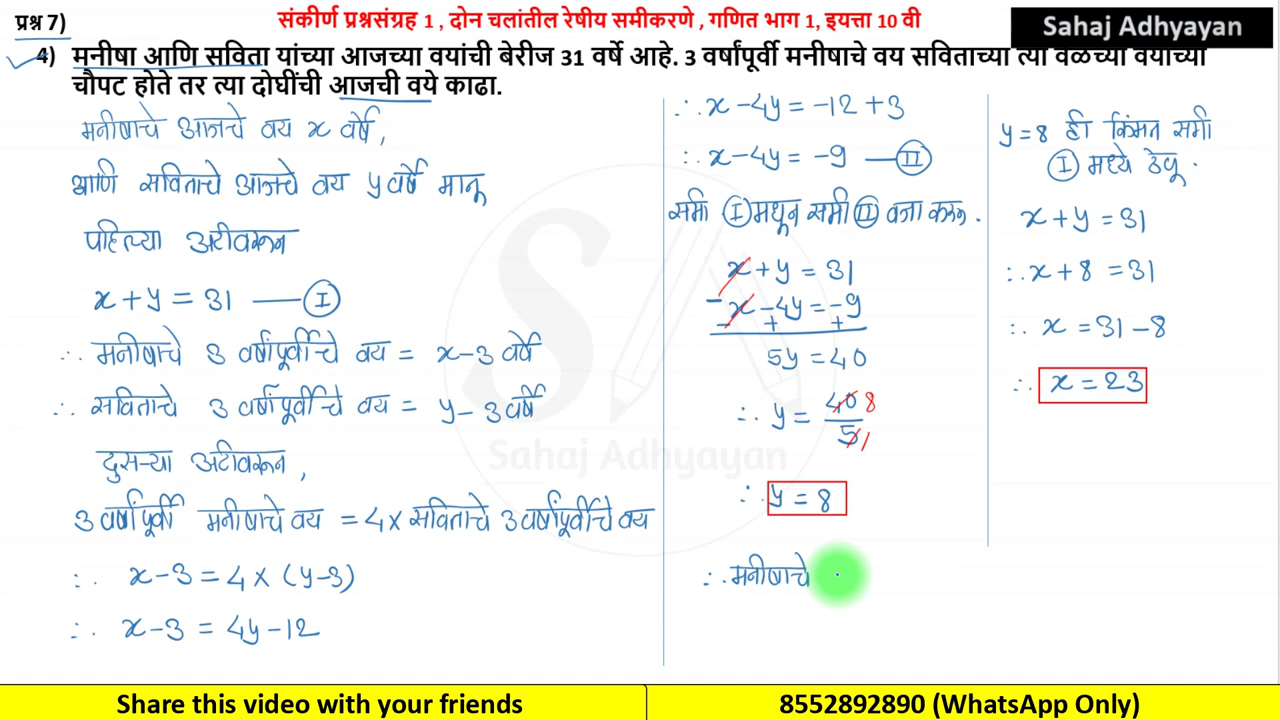 प्रश्न 7)
संकीर्ण प्रश्नसंग्रह 1 , दोन चलांतील रेषीय समीकरणे , गणित भाग 1, इयत्ता 10 वी
Sahaj Adhyayan
4) मनीषा आणि सविता यांच्या आजच्या वयांची बेरीज 31 वर्षे आहे. 3 वर्षांपूर्वी मनीषाचे वय सविताच्या त्या वेळच्या वयाच्या
चौपट होते तर त्या दोघींची आजची वये काढा.
मनीषाचे आजचे वय x वर्षे,
आणि सविताचे आजचे वय y वर्षे मानू
पहिल्या अटीवरून
x + y = 31 — I
∴ मनीषाचे 3 वर्षांपूर्वीचे वय = x - 3 वर्षे
∴ सविताचे 3 वर्षांपूर्वीचे वय = y - 3 वर्षे
दुसऱ्या अटीवरून,
3 वर्षांपूर्वी मनीषाचे वय = 4 × सविताचे 3 वर्षांपूर्वीचे वय
∴ x - 3 = 4 × (y - 3)
∴ x - 3 = 4y - 12
∴ x - 4y = -12 + 3
∴ x - 4y = -9 — II
समी I मधून समी II वजा करून.
x + y = 31
- x - 4y = -9
- + +
5y = 40
∴ y = 40 8
5 1
∴ y = 8
∴ मनीषाचे
y = 8 ही किंमत समी
I मध्ये ठेवू.
x + y = 31
∴ x + 8 = 31
∴ x = 31 - 8
∴ x = 23
Sahaj Adhyayan
Share this video with your friends
8552892890 (WhatsApp Only)